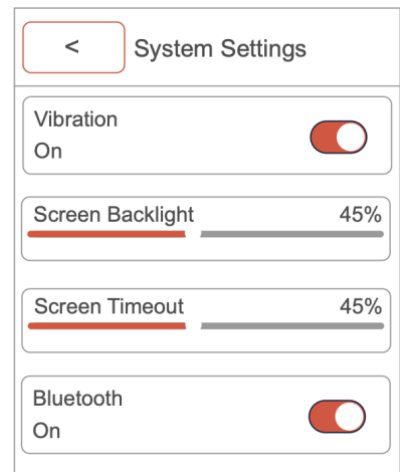 < System Settings
Vibration
On
Screen Backlight 45%
Screen Timeout 45%
Bluetooth
On